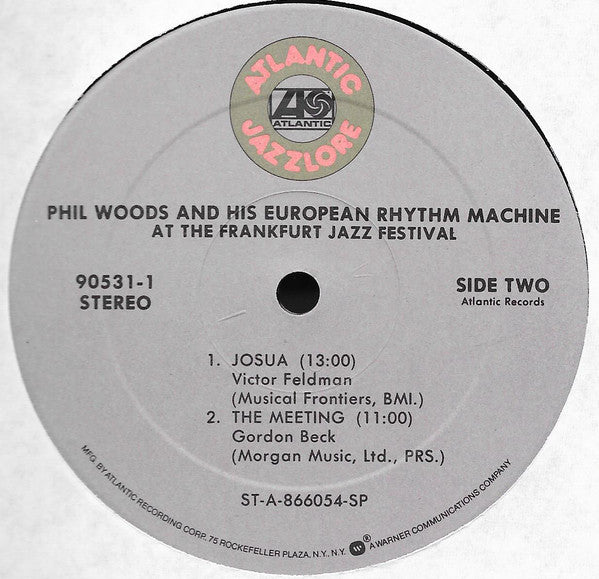 ATLANTIC
ATLANTIC
JAZZLORE
PHIL WOODS AND HIS EUROPEAN RHYTHM MACHINE
AT THE FRANKFURT JAZZ FESTIVAL
90531-1
STEREO
SIDE TWO
Atlantic Records
1. JOSUA (13:00)
Victor Feldman
(Musical Frontiers, BMI.)
2. THE MEETING (11:00)
Gordon Beck
(Morgan Music, Ltd., PRS.)
ST-A-866054-SP
MFG. BY ATLANTIC RECORDING CORP. 75 ROCKEFELLER PLAZA, N.Y., N.Y. ® A WARNER COMMUNICATIONS COMPANY